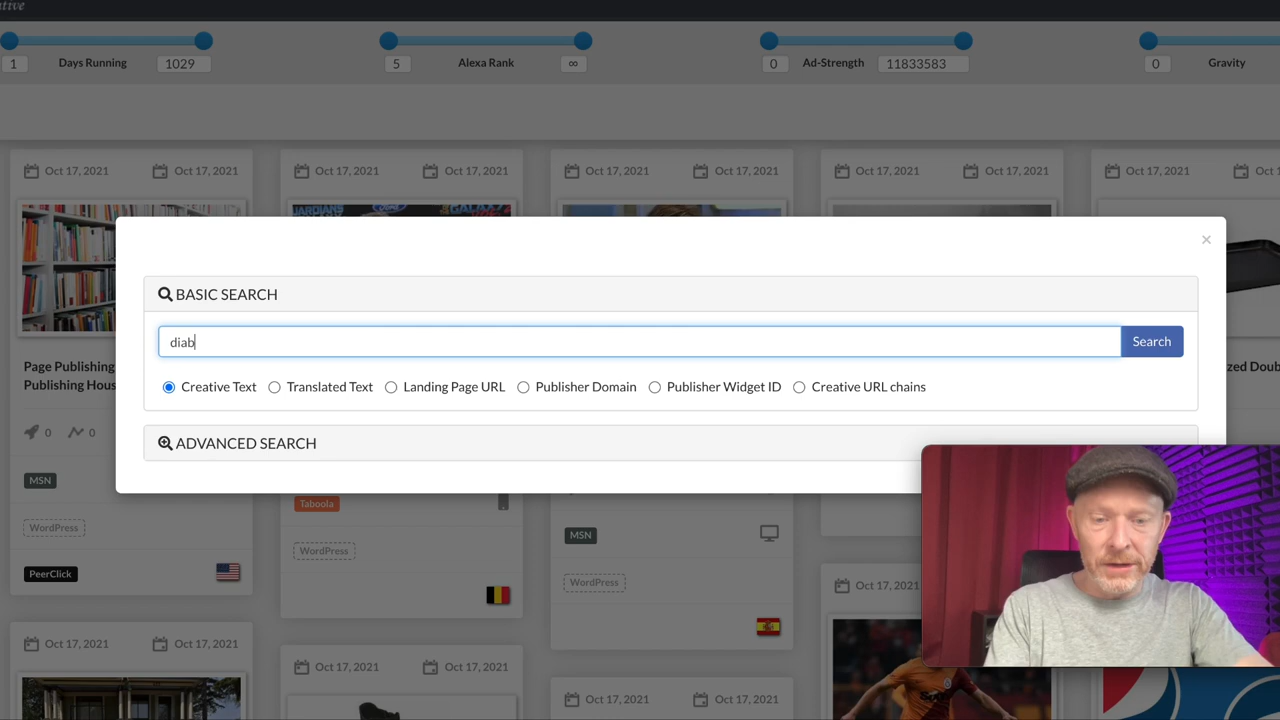 ative
1 Days Running 1029
5 Alexa Rank ∞
0 Ad-Strength 11833583
0 Gravity
Oct 17, 2021 Oct 17, 2021
Oct 17, 2021 Oct 17, 2021
Oct 17, 2021 Oct 17, 2021
Oct 17, 2021 Oct 17, 2021
Oct 17, 2021 Oct 1
GUARDIANS GALAXY
×
BASIC SEARCH
diab
Search
Creative Text Translated Text Landing Page URL Publisher Domain Publisher Widget ID Creative URL chains
ADVANCED SEARCH
Page Publishing
Publishing Hous
zed Doub
0 0
MSN
WordPress
PeerClick
Taboola
WordPress
MSN
WordPress
Oct 17, 2021
Oct 17, 2021 Oct 17, 2021
Oct 17, 2021 Oct 17, 2021
Oct 17, 2021 Oct 17, 2021